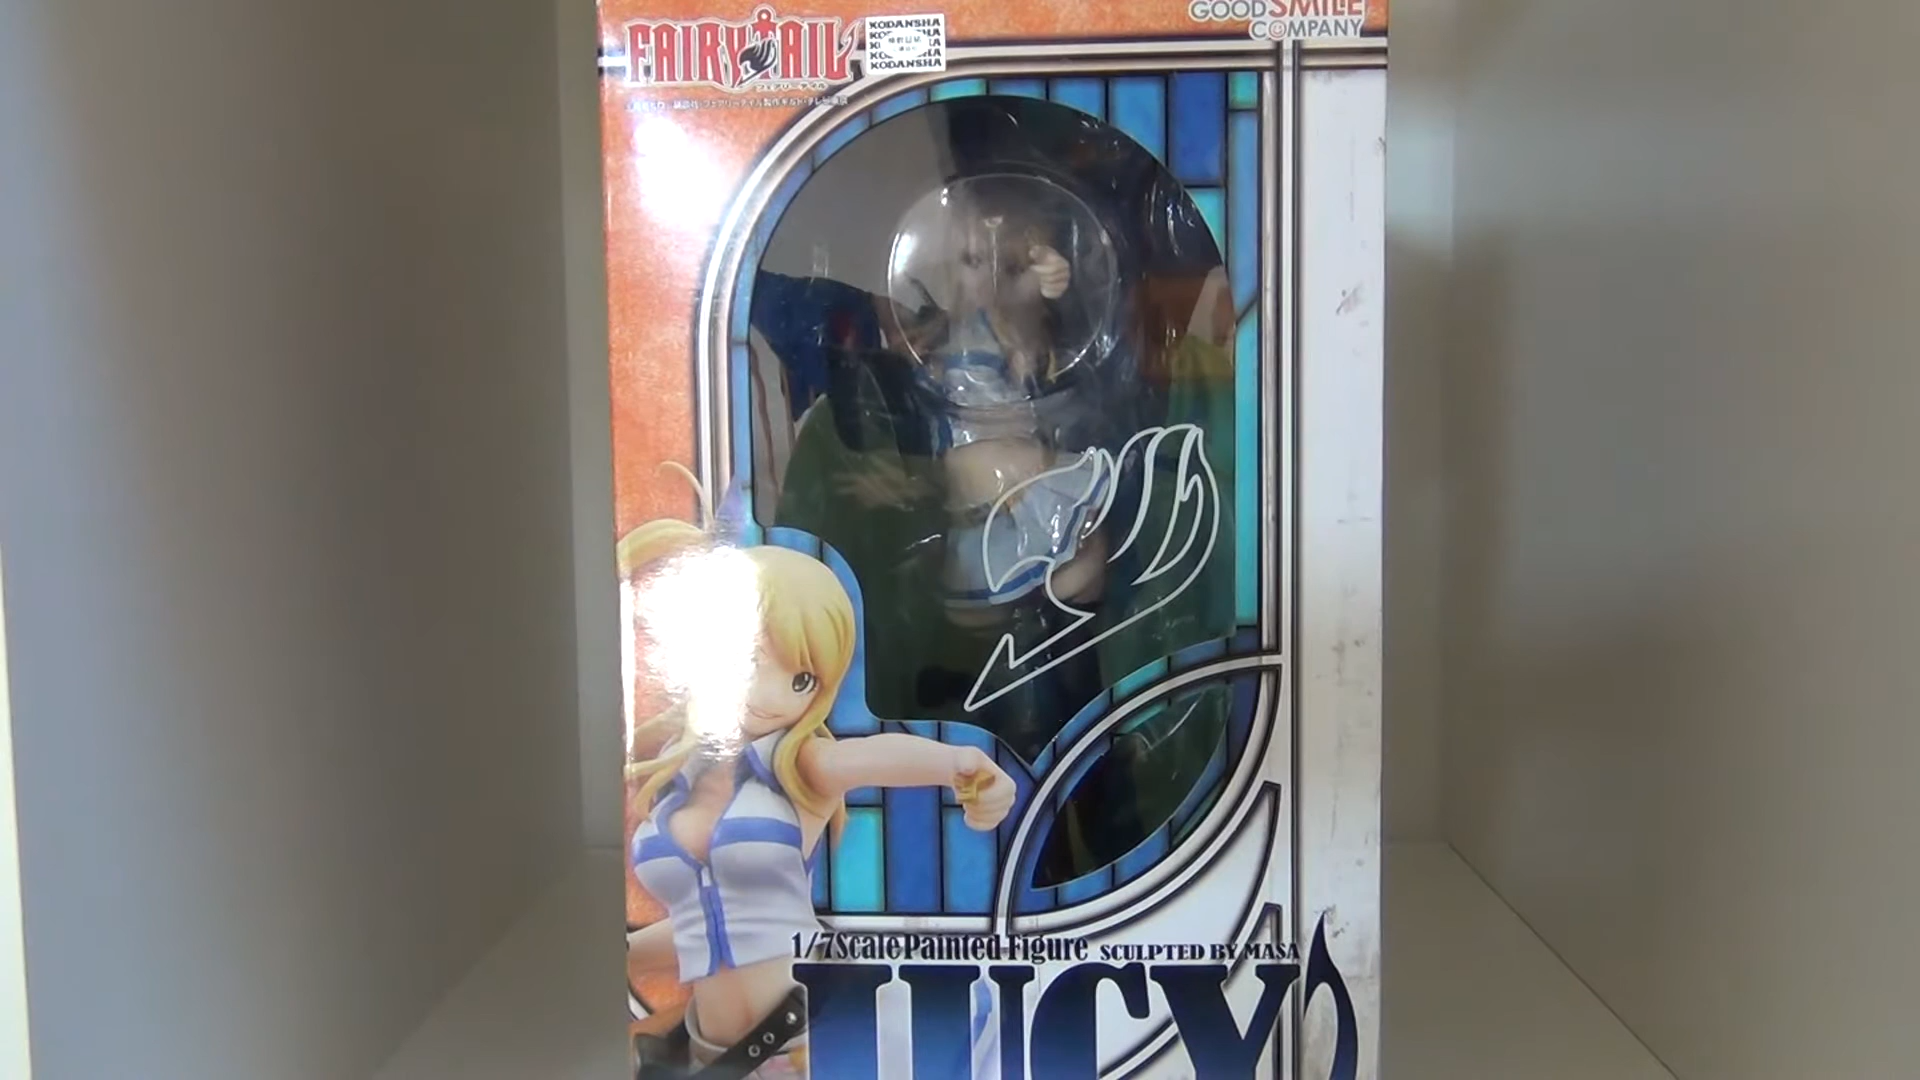 FAIRY TAIL
フェアリーテイル
KODANSHA
KODANSHA
GOOD SMILE
COMPANY
1/7 Scale Painted Figure SCULPTED BY MASA
LUCY